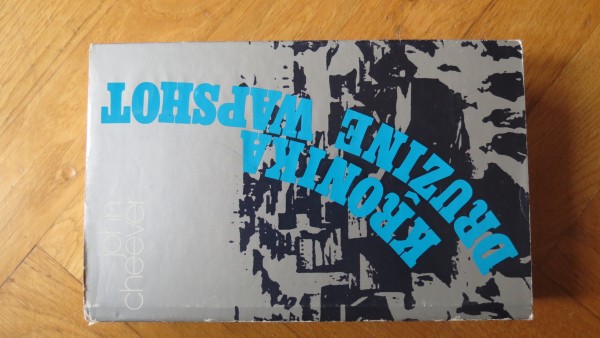 john
cheever
KRONIKA
DRUŽINE
WAPSHOT